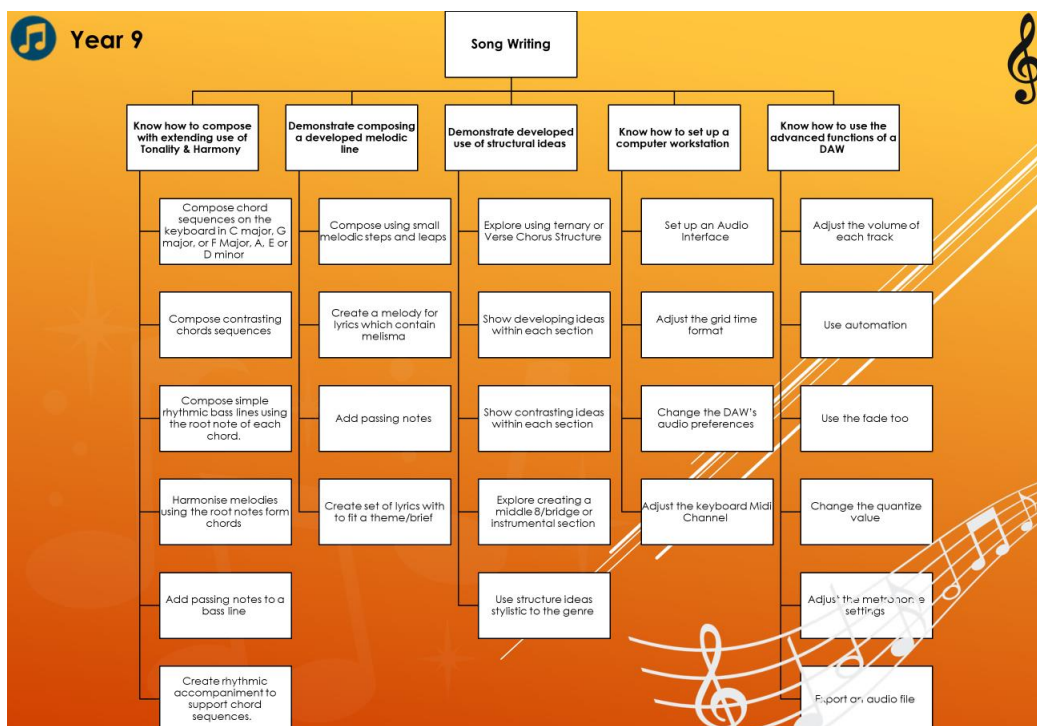 Year 9
Song Writing
Know how to compose
with extending use of
Tonality & Harmony
Compose chord
sequences on the
keyboard in C major, G
major, or F Major, A, E or
D minor
Compose contrasting
chords sequences
Compose simple
rhythmic bass lines using
the root note of each
chord.
Harmonise melodies
using the root notes form
chords
Add passing notes to a
bass line
Create rhythmic
accompaniment to
support chord
sequences.
Demonstrate composing
a developed melodic
line
Compose using small
melodic steps and leaps
Create a melody for
lyrics which contain
melisma
Add passing notes
Create set of lyrics with
to fit a theme/brief
Demonstrate developed
use of structural ideas
Explore using ternary or
Verse Chorus Structure
Show developing ideas
within each section
Show contrasting ideas
within each section
Explore creating a
middle 8/bridge or
instrumental section
Use structure ideas
stylistic to the genre
Know how to set up a
computer workstation
Set up an Audio
Interface
Adjust the grid time
format
Change the DAW's
audio preferences
Adjust the keyboard Midi
Channel
Know how to use the
advanced functions of a
DAW
Adjust the volume of
each track
Use automation
Use the fade too
Change the quantize
value
Adjust the metronome
settings
Export an audio file